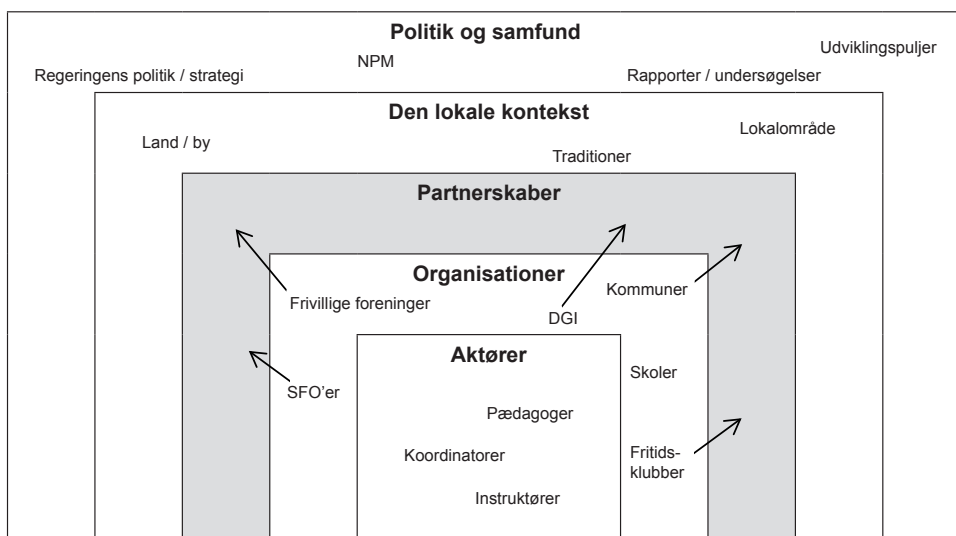 Politik og samfund
Udviklingspuljer
NPM
Regeringens politik / strategi
Rapporter / undersøgelser
Den lokale kontekst
Lokalområde
Land / by
Traditioner
Partnerskaber
Organisationer
Kommuner
Frivillige foreninger
DGI
Aktører
Skoler
SFO’er
Pædagoger
Koordinatorer
Fritids-
klubber
Instruktører